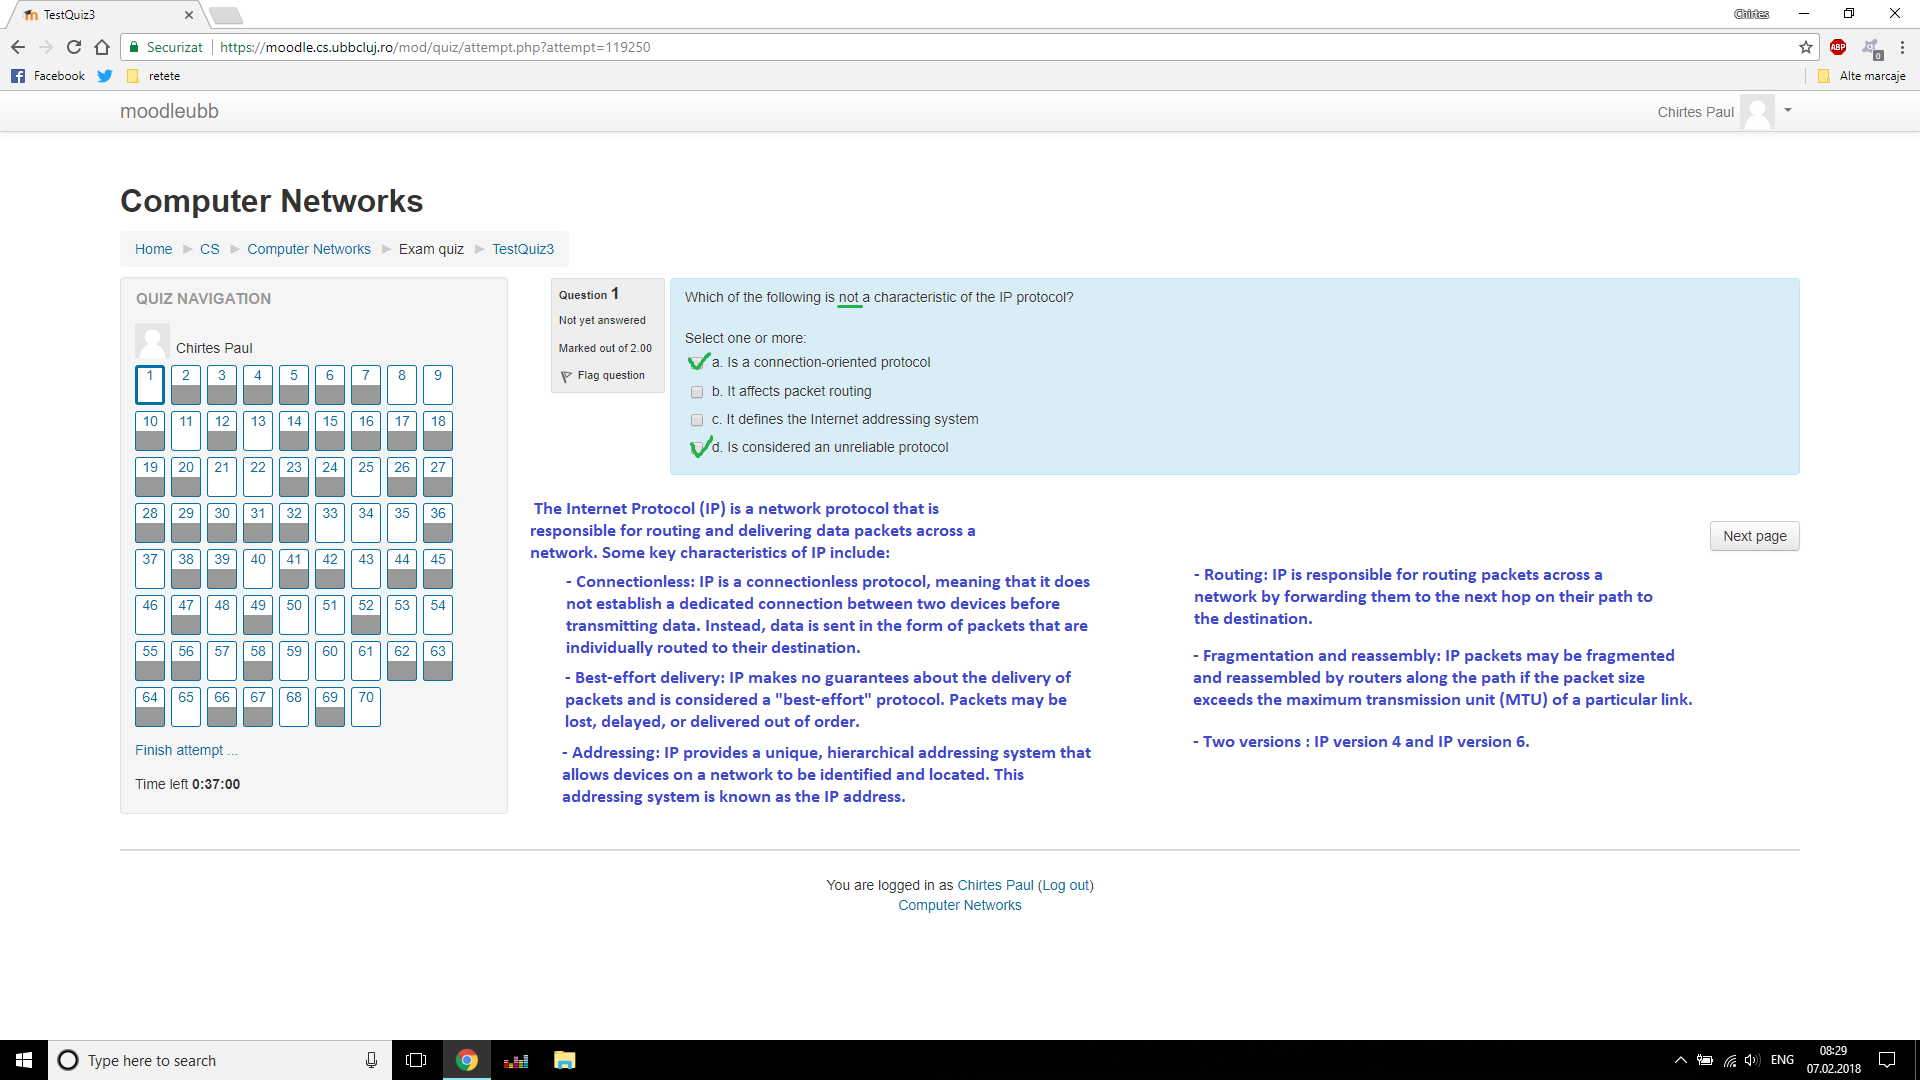 TestQuiz3
Chirtes
Securizat
https://moodle.cs.ubbcluj.ro/mod/quiz/attempt.php?attempt=119250
ABP
0
Facebook
retete
Alte marcaje
moodleubb
Chirtes Paul
Computer Networks
Home ► CS ► Computer Networks ► Exam quiz ► TestQuiz3
QUIZ NAVIGATION
Chirtes Paul
1 2 3 4 5 6 7 8 9
10 11 12 13 14 15 16 17 18
19 20 21 22 23 24 25 26 27
28 29 30 31 32 33 34 35 36
37 38 39 40 41 42 43 44 45
46 47 48 49 50 51 52 53 54
55 56 57 58 59 60 61 62 63
64 65 66 67 68 69 70
Finish attempt ...
Time left 0:37:00
Question 1
Not yet answered
Marked out of 2.00
Flag question
Which of the following is not a characteristic of the IP protocol?
Select one or more:
a. Is a connection-oriented protocol
b. It affects packet routing
c. It defines the Internet addressing system
d. Is considered an unreliable protocol
The Internet Protocol (IP) is a network protocol that is
responsible for routing and delivering data packets across a
network. Some key characteristics of IP include:
- Connectionless: IP is a connectionless protocol, meaning that it does
not establish a dedicated connection between two devices before
transmitting data. Instead, data is sent in the form of packets that are
individually routed to their destination.
- Best-effort delivery: IP makes no guarantees about the delivery of
packets and is considered a "best-effort" protocol. Packets may be
lost, delayed, or delivered out of order.
- Addressing: IP provides a unique, hierarchical addressing system that
allows devices on a network to be identified and located. This
addressing system is known as the IP address.
Next page
- Routing: IP is responsible for routing packets across a
network by forwarding them to the next hop on their path to
the destination.
- Fragmentation and reassembly: IP packets may be fragmented
and reassembled by routers along the path if the packet size
exceeds the maximum transmission unit (MTU) of a particular link.
- Two versions : IP version 4 and IP version 6.
You are logged in as Chirtes Paul (Log out)
Computer Networks
Type here to search
ENG
08:29
07.02.2018